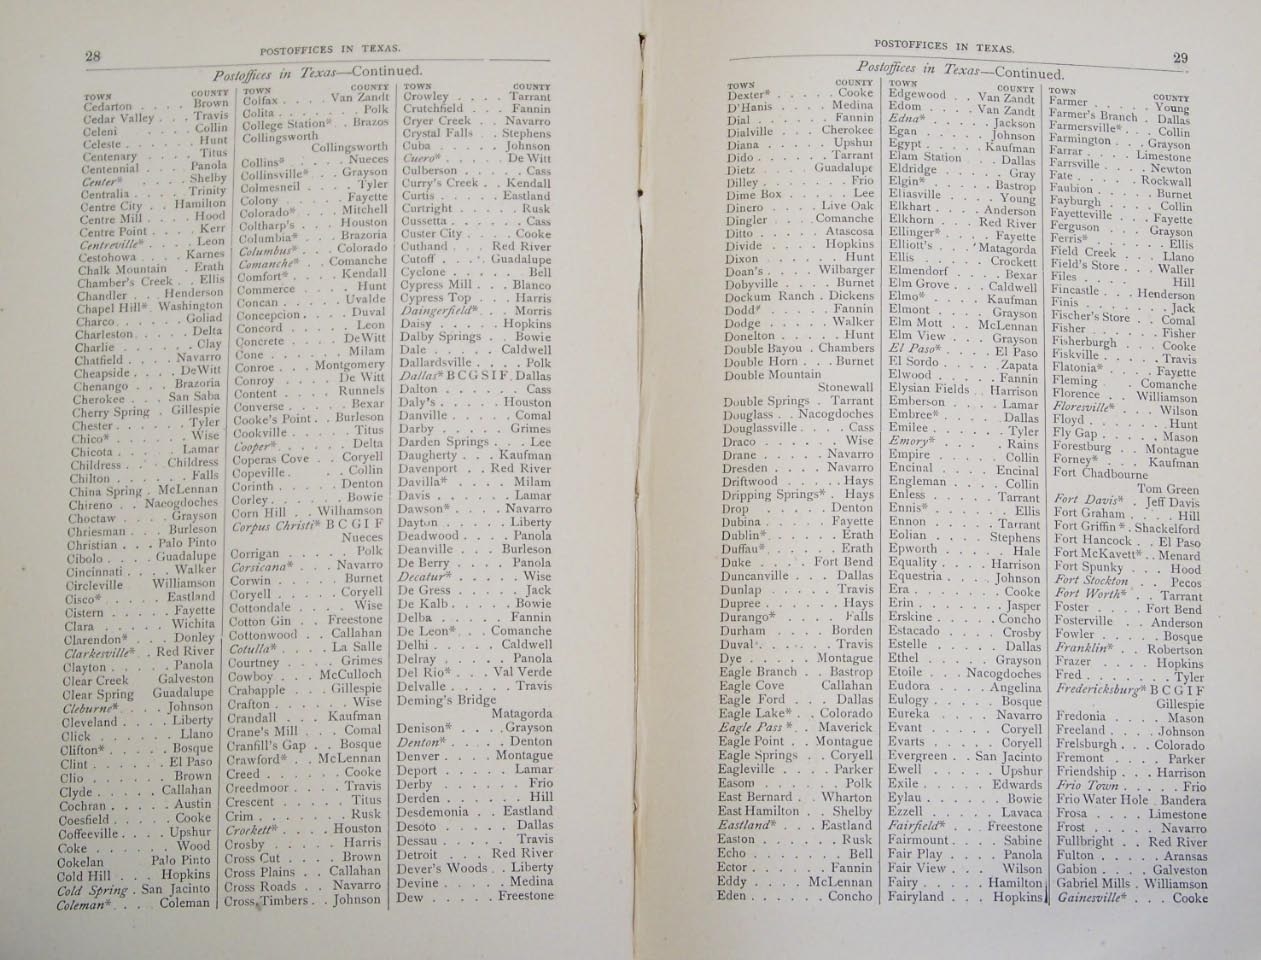 28
POSTOFFICES IN TEXAS.
Postoffices in Texas—Continued.
TOWN COUNTY
Cedarton . . . . Brown
Cedar Valley . . . Travis
Celeni . . . . . Collin
Celeste . . . . . Hunt
Centenary . . . . Titus
Centennial . . . Panola
Center* . . . . Shelby
Centralia . . . . Trinity
Centre City . . Hamilton
Centre Mill . . . . Hood
Centre Point . . . . Kerr
Centreville* . . . . Leon
Cestohowa . . . Karnes
Chalk Mountain . Erath
Chamber's Creek . . Ellis
Chandler . . . Henderson
Chapel Hill* Washington
Charco . . . . . Goliad
Charleston . . . . Delta
Charlie . . . . . Clay
Chatfield . . . . Navarro
Cheapside . . . . DeWitt
Chenango . . . Brazoria
Cherokee . . . San Saba
Cherry Spring . Gillespie
Chester . . . . . Tyler
Chico* . . . . . Wise
Chicota . . . . . Lamar
Childress . . . Childress
Chilton . . . . . Falls
China Spring . McLennan
Chireno . . Nacogdoches
Choctaw . . . . Grayson
Chriesman . . . Burleson
Christian . . . Palo Pinto
Cibolo . . . . Guadalupe
Cincinnati . . . . Walker
Circleville Williamson
Cisco* . . . . Eastland
Cistern . . . . . Fayette
Clara . . . . . Wichita
Clarendon* . . . Donley
Clarkesville* . Red River
Clayton . . . . . Panola
Clear Creek Galveston
Clear Spring Guadalupe
Cleburne* . . . Johnson
Cleveland . . . . Liberty
Click . . . . . . Llano
Clifton* . . . . . Bosque
Clint . . . . . El Paso
Clio . . . . . . Brown
Clyde . . . . . Callahan
Cochran . . . . . Austin
Coesfield . . . . . Cooke
Coffeeville . . . . Upshur
Coke . . . . . . Wood
Cokelan Palo Pinto
Cold Hill . . . Hopkins
Cold Spring . San Jacinto
Coleman* . . . Coleman
TOWN COUNTY
Colfax . . . . Van Zandt
Colita . . . . . . Polk
College Station* . . Brazos
Collingsworth
Collingsworth
Collins* . . . . . Nueces
Collinsville* . . . Grayson
Colmesneil . . . . Tyler
Colony . . . . . Fayette
Colorado* . . . Mitchell
Coltharp's . . . Houston
Columbia* . . . Brazoria
Columbus* . . . Colorado
Comanche* . . Comanche
Comfort* . . . . Kendall
Commerce . . . . Hunt
Concan . . . . . Uvalde
Concepcion . . . . Duval
Concord . . . . . Leon
Concrete . . . . DeWitt
Cone . . . . . . Milam
Conroe . . . Montgomery
Conroy . . . . De Witt
Content . . . . Runnels
Converse . . . . . Bexar
Cooke's Point . . Burleson
Cookville . . . . . Titus
Cooper* . . . . . Delta
Coperas Cove . . Coryell
Copeville . . . . . Collin
Corinth . . . . . Denton
Corley . . . . . Bowie
Corn Hill . . Wilhamson
Corpus Christi* B C G I F
Nueces
Corrigan . . . . . Polk
Corsicana* . . . Navarro
Corwin . . . . . Burnet
Coryell . . . . . Coryell
Cottondale . . . . Wise
Cotton Gin . . Freestone
Cottonwood . . Callahan
Cotulla* . . . . La Salle
Courtney . . . . Grimes
Cowboy . . . McCulloch
Crabapple . . . Gillespie
Crafton . . . . . Wise
Crandall . . . Kaufman
Crane's Mill . . . Comal
Cranfill's Gap . . Bosque
Crawford* . . McLennan
Creed . . . . . . Cooke
Creedmoor . . . . Travis
Crescent . . . . . Titus
Crim . . . . . . Rusk
Crockett* . . . . Houston
Crosby . . . . . Harris
Cross Cut . . . . Brown
Cross Plains . . Callahan
Cross Roads . . Navarro
Cross Timbers . . Johnson
TOWN COUNTY
Crowley . . . . Tarrant
Crutchfield . . . Fannin
Cryer Creek . . Navarro
Crystal Falls . Stephens
Cuba . . . . . Johnson
Cuero* . . . . De Witt
Culberson . . . . Cass
Curry's Creek . . Kendall
Curtis . . . . . Eastland
Curtright . . . . . Rusk
Cussetta . . . . . Cass
Custer City . . . . Cooke
Cuthand . . . Red River
Cutoff . . . . Guadalupe
Cyclone . . . . . . Bell
Cypress Mill . . . Blanco
Cypress Top . . . Harris
Daingerfield* . . . Morris
Daisy . . . . . Hopkins
Dalby Springs . . Bowie
Dale . . . . . Caldwell
Dallardsville . . . . Polk
Dallas* B C G S I F . Dallas
Dalton . . . . . . Cass
Daly's . . . . . Houston
Danville . . . . . Comal
Darby . . . . . Grimes
Darden Springs . . . Lee
Daugherty . . . Kaufman
Davenport . . Red River
Davilla* . . . . . Milam
Davis . . . . . . Lamar
Dawson* . . . . Navarro
Dayton . . . . . Liberty
Deadwood . . . . Panola
Deanville . . . Burleson
De Berry . . . . Panola
Decatur* . . . . . Wise
De Gress . . . . . Jack
De Kalb . . . . . Bowie
Delba . . . . . Fannin
De Leon* . . . Comanche
Delhi . . . . . Caldwell
Delray . . . . . Panola
Del Rio* . . . Val Verde
Delvalle . . . . . Travis
Deming's Bridge
Matagorda
Denison* . . . . Grayson
Denton* . . . . . Denton
Denver . . . . Montague
Deport . . . . . Lamar
Derby . . . . . . Frio
Derden . . . . . . Hill
Desdemonia . . Eastland
Desoto . . . . . Dallas
Dessau . . . . . Travis
Detroit . . . Red River
Dever's Woods . . Liberty
Devine . . . . . Medina
Dew . . . . . Freestone
POSTOFFICES IN TEXAS.
29
Postoffices in Texas—Continued.
TOWN COUNTY
Dexter* . . . . . Cooke
D'Hanis . . . . Medina
Dial . . . . . . Fannin
Dialville . . . Cherokee
Diana . . . . . Upshur
Dido . . . . . . Tarrant
Dietz . . . . Guadalupe
Dilley . . . . . . Frio
Dime Box . . . . . Lee
Dinero . . . . Live Oak
Dingler . . . . Comanche
Ditto . . . . . Atascosa
Divide . . . . . Hopkins
Dixon . . . . . . Hunt
Doan's . . . . Wilbarger
Dobyville . . . . Burnet
Dockum Ranch . Dickens
Dodd* . . . . . Fannin
Dodge . . . . . Walker
Donelton . . . . . Hunt
Double Bayou . Chambers
Double Horn . . . Burnet
Double Mountain
Stonewall
Double Springs . Tarrant
Douglass . . Nacogdoches
Douglassville . . . . Cass
Draco . . . . . . Wise
Drane . . . . . Navarro
Dresden . . . . Navarro
Driftwood . . . . Hays
Dripping Springs* . Hays
Drop . . . . . Denton
Dubina . . . . . Fayette
Dublin* . . . . . Erath
Duffau* . . . . . Erath
Duke . . . . Fort Bend
Duncanville . . . Dallas
Dunlap . . . . . Travis
Dupree . . . . . . Hays
Durango* . . . . . Falls
Durham . . . . Borden
Duval . . . . . . Travis
Dye . . . . . Montague
Eagle Branch . . Bastrop
Eagle Cove Callahan
Eagle Ford . . . Dallas
Eagle Lake* . . Colorado
Eagle Pass* . . Maverick
Eagle Point . . Montague
Eagle Springs . . Coryell
Eagleville . . . . Parker
Easom . . . . . . Polk
East Bernard . . Wharton
East Hamilton . . Shelby
Eastland* . . . Eastland
Easton . . . . . . Rusk
Echo . . . . . . . Bell
Ector . . . . . . Fannin
Eddy . . . . McLennan
Eden . . . . . . Concho
TOWN COUNTY
Edgewood . . Van Zandt
Edom . . . . Van Zandt
Edna* . . . . . Jackson
Egan . . . . . Johnson
Egypt . . . . . Kaufman
Elam Station . . . Dallas
Eldridge . . . . . Gray
Elgin* . . . . . Bastrop
Eliasville . . . . . Young
Elkhart . . . . Anderson
Elkhorn . . . Red River
Ellinger* . . . . Fayette
Elliott's . . . Matagorda
Ellis . . . . . Crockett
Elmendorf . . . . Bexar
Elm Grove . . . Caldwell
Elmo* . . . . . Kaufman
Elmont . . . . . Grayson
Elm Mott . . McLennan
Elm View . . . . Grayson
El Paso* . . . . El Paso
El Sordo . . . . . Zapata
Elwood . . . . . Fannin
Elysian Fields . Harrison
Emberson . . . . Lamar
Embree* . . . . . Dallas
Emilee . . . . . . Tyler
Emory* . . . . . Rains
Empire . . . . . Collin
Encinal . . . . Encinal
Engleman . . . . Collin
Enless . . . . . Tarrant
Ennis* . . . . . . Ellis
Ennon . . . . . Tarrant
Eolian . . . . . Stephens
Epworth . . . . . Hale
Equality . . . . Harrison
Equestria . . . . Johnson
Era . . . . . . . Cooke
Erin . . . . . . Jasper
Erskine . . . . . Concho
Estacado . . . . Crosby
Estelle . . . . . Dallas
Ethel . . . . . Grayson
Etoile . . . Nacogdoches
Eudora . . . . Angelina
Eulogy . . . . . Bosque
Eureka . . . . . Navarro
Evant . . . . . Coryell
Evarts . . . . . Coryell
Evergreen . . San Jacinto
Ewell . . . . . Upshur
Exile . . . . . Edwards
Eylau . . . . . . Bowie
Ezzell . . . . . Lavaca
Fairfield* . . . Freestone
Fairmount . . . . Sabine
Fair Play . . . . Panola
Fair View . . . . Wilson
Fairy . . . . . Hamilton
Fairyland . . . . Hopkins
TOWN COUNTY
Farmer . . . . . Young
Farmer's Branch . Dallas
Farmersville* . . . Collin
Farmington . . . Grayson
Farrar . . . . Limestone
Farrsville . . . . Newton
Fate . . . . . Rockwall
Faubion . . . . . Burnet
Fayburgh . . . . Collin
Fayetteville . . . Fayette
Ferguson . . . . Grayson
Ferris* . . . . . . Ellis
Field Creek . . . . Llano
Field's Store . . . Waller
Files . . . . . . . Hill
Fincastle . . . Henderson
Finis . . . . . . . Jack
Fischer's Store . . Comal
Fisher . . . . . . Fisher
Fisherburgh . . . Cooke
Fiskville . . . . . Travis
Flatonia* . . . . Fayette
Fleming . . . Comanche
Florence . . Williamson
Floresville* . . . Wilson
Floyd . . . . . . Hunt
Fly Gap . . . . . Mason
Forestburg . . Montague
Forney* . . . . Kaufman
Fort Chadbourne
Tom Green
Fort Davis* . Jeff Davis
Fort Graham . . . . Hill
Fort Griffin* . Shackelford
Fort Hancock . . El Paso
Fort McKavett* . . Menard
Fort Spunky . . . Hood
Fort Stockton . . Pecos
Fort Worth* . . . Tarrant
Foster . . . . Fort Bend
Fosterville . . Anderson
Fowler . . . . . Bosque
Franklin* . . . Robertson
Frazer . . . . . Hopkins
Fred . . . . . . . Tyler
Fredericksburg* B C G I F
Gillespie
Fredonia . . . . . Mason
Freeland . . . . Johnson
Frelsburgh . . . Colorado
Fremont . . . . . Parker
Friendship . . . Harrison
Frio Town . . . . . Frio
Frio Water Hole . Bandera
Frosa . . . . . Limestone
Frost . . . . . Navarro
Fullbright . . Red River
Fulton . . . . . Aransas
Gabion . . . . Galveston
Gabriel Mills . Williamson
Gainesville* . . . Cooke